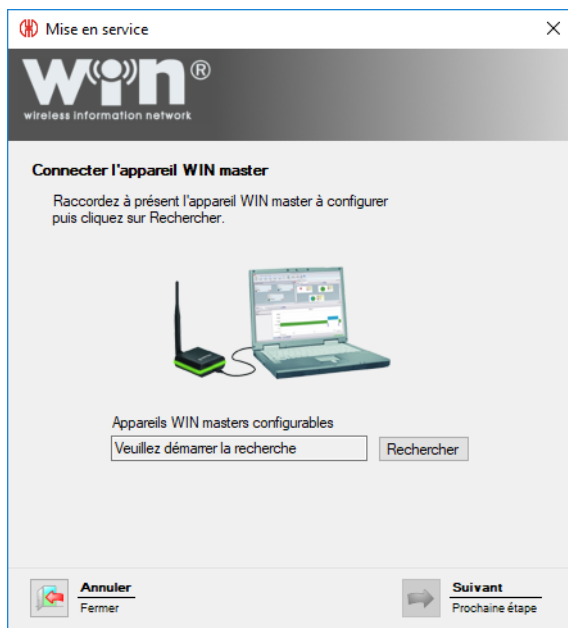 Mise en service
WIN®
wireless information network
Connecter l'appareil WIN master
Raccordez à présent l'appareil WIN master à configurer
puis cliquez sur Rechercher.
Appareils WIN masters configurables
Veuillez démarrer la recherche
Rechercher
Annuler
Fermer
Suivant
Prochaine étape